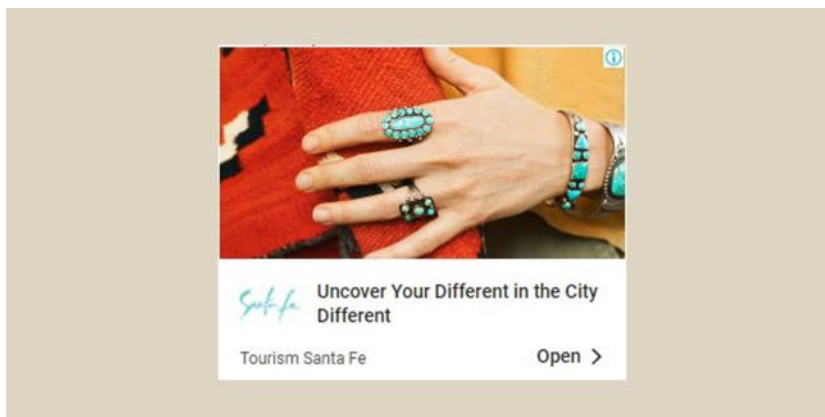 Santa Fe
Uncover Your Different in the City
Different
Tourism Santa Fe
Open